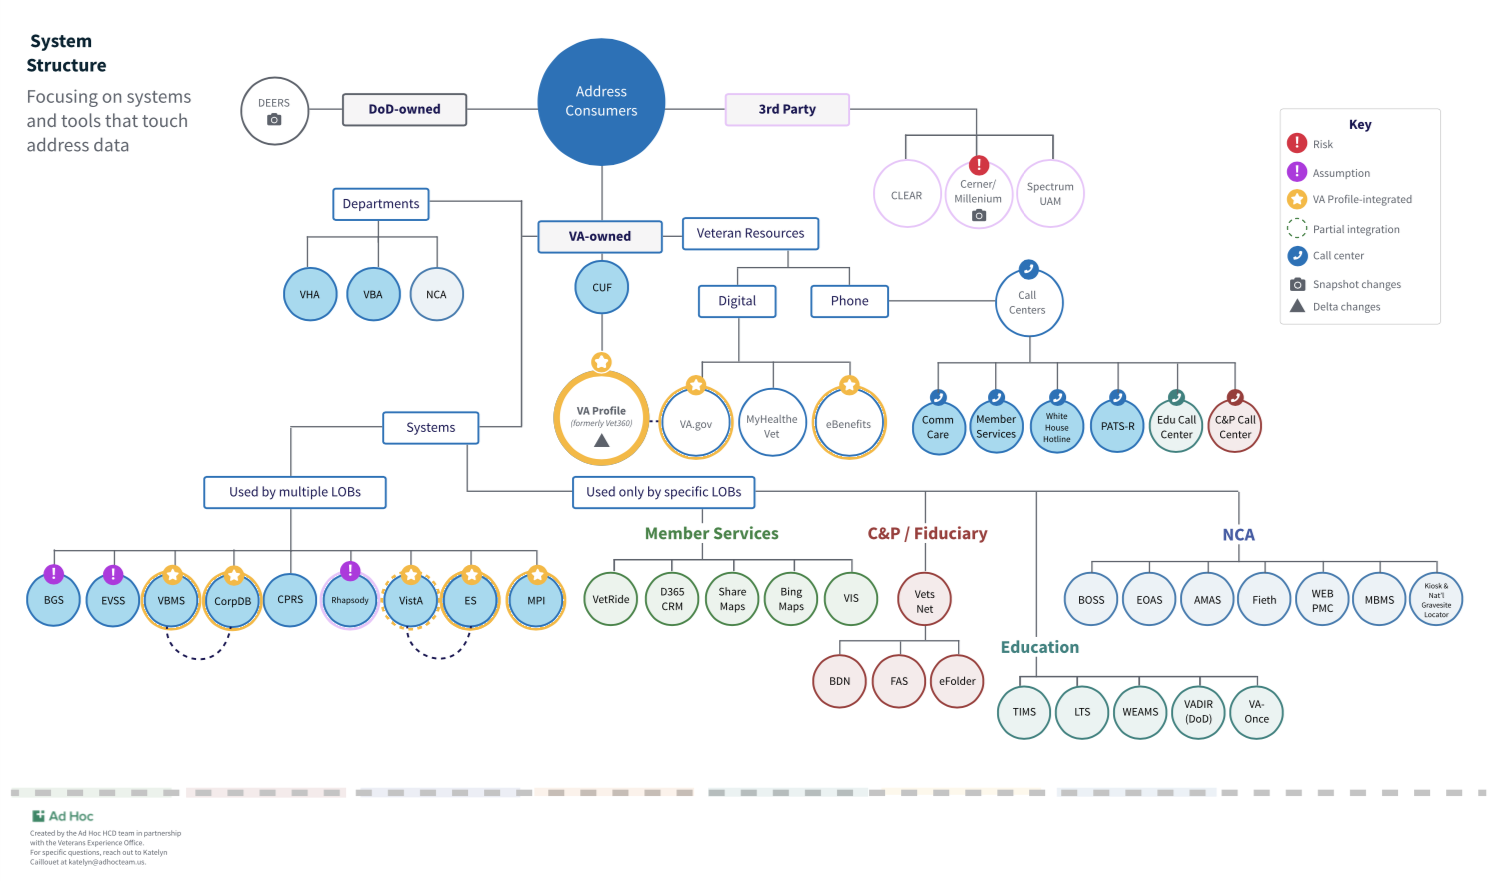 System
Structure
Focusing on systems
and tools that touch
address data
DEERS
DoD-owned
Address
Consumers
3rd Party
CLEAR
Cerner/
Millenium
Spectrum
UAM
Key
Risk
Assumption
VA Profile-integrated
Partial integration
Call center
Snapshot changes
Delta changes
Departments
VHA
VBA
NCA
VA-owned
CUF
Veteran Resources
Digital
Phone
Call
Centers
VA Profile
(formerly Vet360)
VA.gov
MyHealthe
Vet
eBenefits
Comm
Care
Member
Services
White
House
Hotline
PATS-R
Edu Call
Center
C&P Call
Center
Systems
Used by multiple LOBs
Used only by specific LOBs
BGS
EVSS
VBMS
CorpDB
CPRS
Rhapsody
VistA
ES
MPI
Member Services
VetRide
D365
CRM
Share
Maps
Bing
Maps
VIS
C&P / Fiduciary
Vets
Net
BDN
FAS
eFolder
Education
TIMS
LTS
WEAMS
VADIR
(DoD)
VA-
Once
NCA
BOSS
EOAS
AMAS
Fieth
WEB
PMC
MBMS
Kiosk &
Nat'l
Gravesite
Locator
Ad Hoc
Created by the Ad Hoc HCD team in partnership
with the Veterans Experience Office.
For specific questions, reach out to Katelyn
Caillouet at katelyn@adhocteam.us.